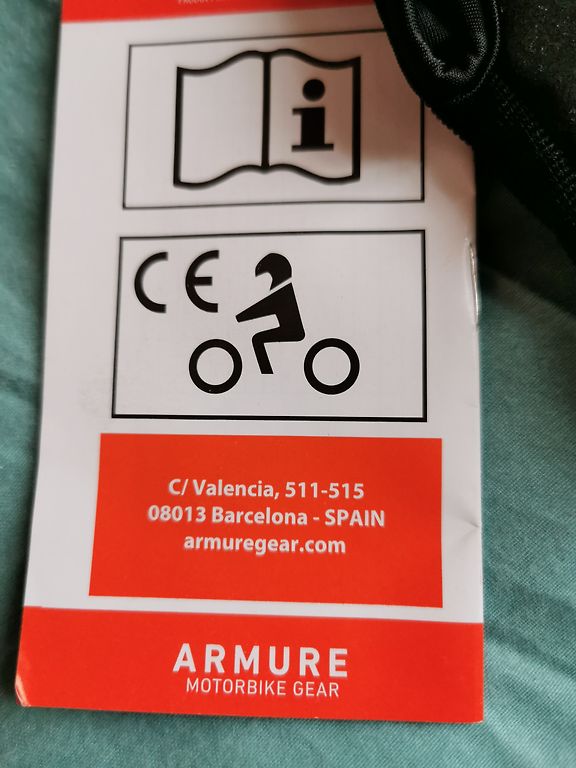 i
CE
C/ Valencia, 511-515
08013 Barcelona - SPAIN
armuregear.com
ARMURE
MOTORBIKE GEAR